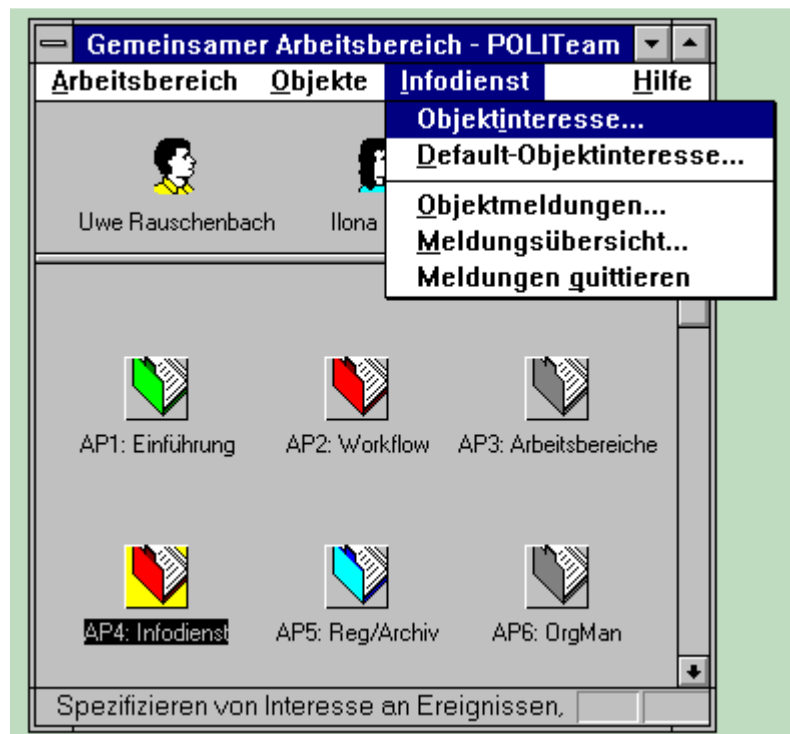 Gemeinsamer Arbeitsbereich - POLITeam
Arbeitsbereich Objekte Infodienst Hilfe
Objektinteresse...
Default-Objektinteresse...
Objektmeldungen...
Meldungsübersicht...
Meldungen quittieren
Uwe Rauschenbach Ilona
AP1: Einführung AP2: Workflow AP3: Arbeitsbereiche
AP4: Infodienst AP5: Reg/Archiv AP6: OrgMan
Spezifizieren von Interesse an Ereignissen,